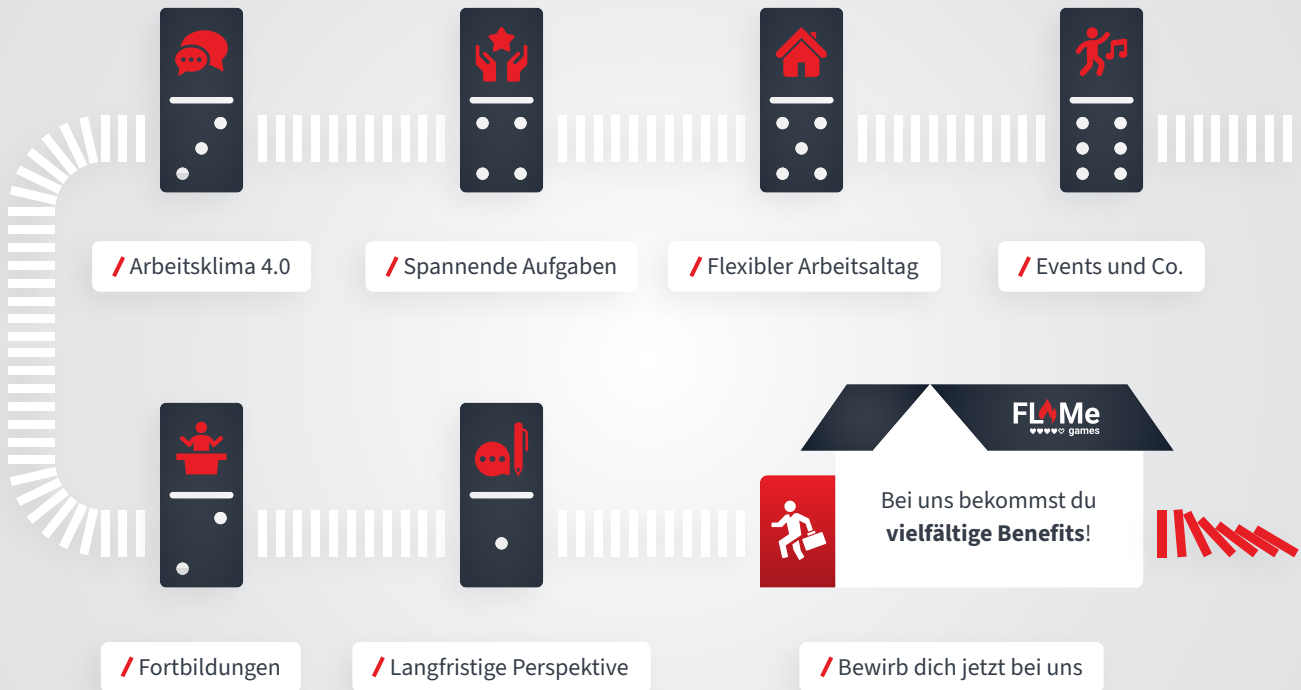 Arbeitsklima 4.0
Spannende Aufgaben
Flexibler Arbeitsaltag
Events und Co.
FLAMe
games
Bei uns bekommst du
vielfältige Benefits!
Fortbildungen
Langfristige Perspektive
Bewirb dich jetzt bei uns